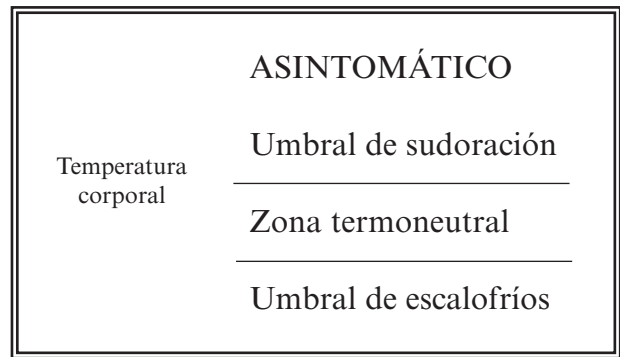 ASINTOMÁTICO
Umbral de sudoración
Temperatura
corporal
Zona termoneutral
Umbral de escalofríos